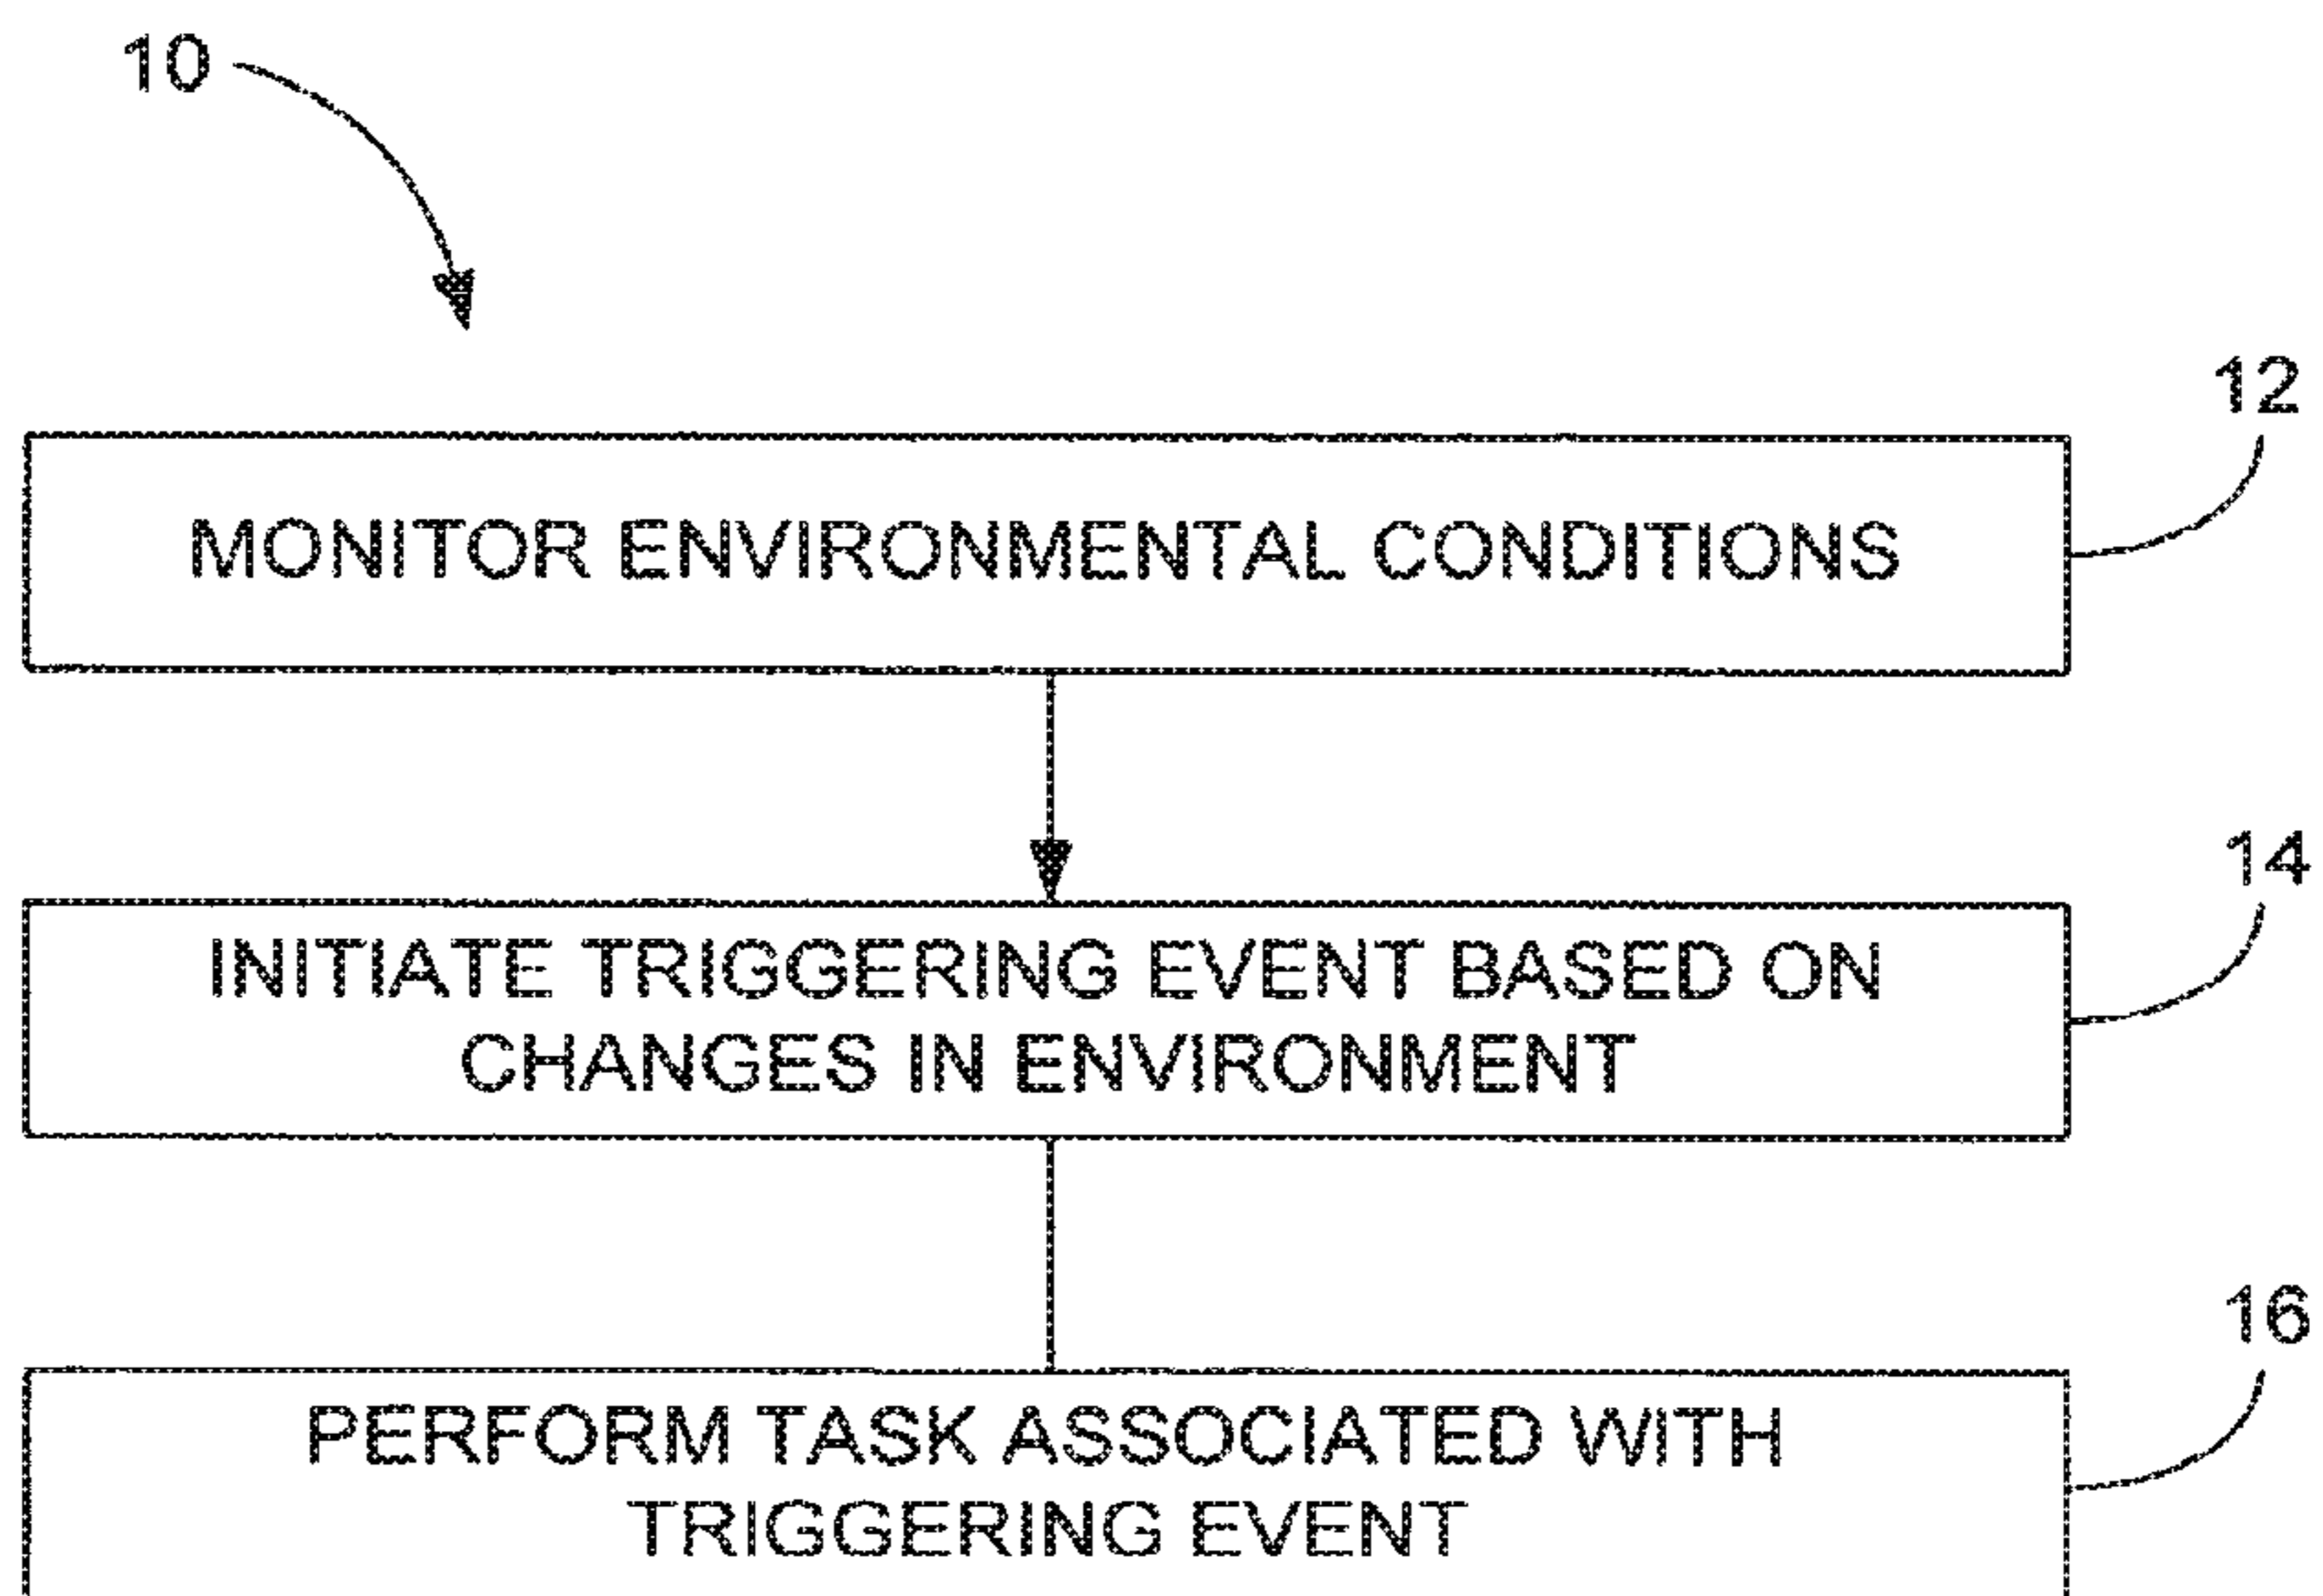 10
12
MONITOR ENVIRONMENTAL CONDITIONS
14
INITIATE TRIGGERING EVENT BASED ON
CHANGES IN ENVIRONMENT
16
PERFORM TASK ASSOCIATED WITH
TRIGGERING EVENT